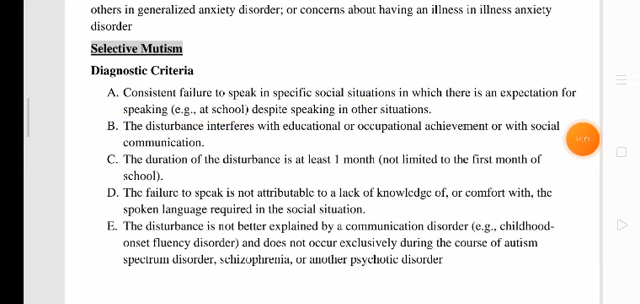 others in generalized anxiety disorder; or concerns about having an illness in illness anxiety
disorder
Selective Mutism
Diagnostic Criteria
A. Consistent failure to speak in specific social situations in which there is an expectation for
speaking (e.g., at school) despite speaking in other situations.
B. The disturbance interferes with educational or occupational achievement or with social
communication.
C. The duration of the disturbance is at least 1 month (not limited to the first month of
school).
D. The failure to speak is not attributable to a lack of knowledge of, or comfort with, the
spoken language required in the social situation.
E. The disturbance is not better explained by a communication disorder (e.g., childhood-
onset fluency disorder) and does not occur exclusively during the course of autism
spectrum disorder, schizophrenia, or another psychotic disorder